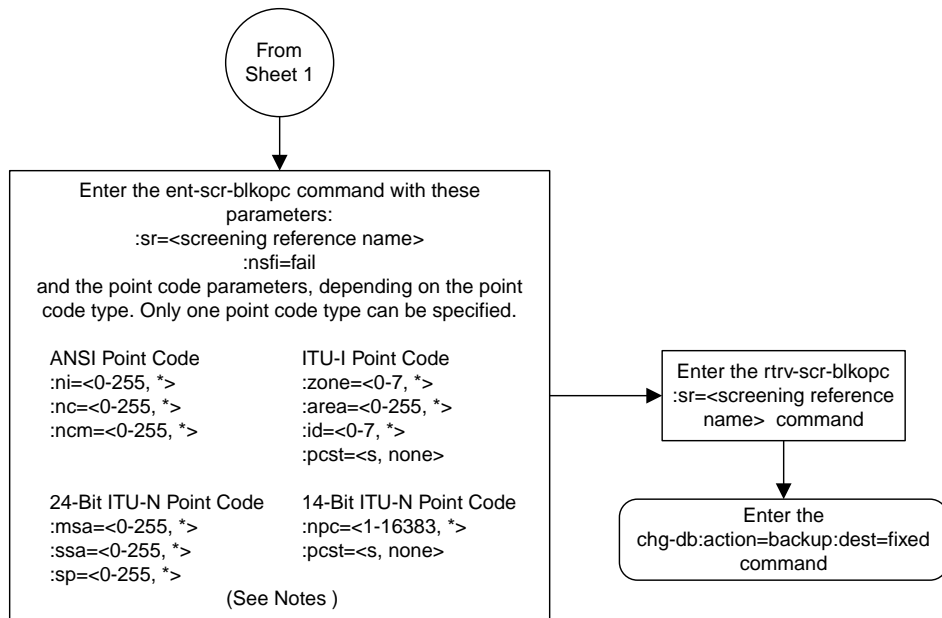 From
Sheet 1
Enter the ent-scr-blkopc command with these
parameters:
:sr=<screening reference name>
:nsfi=fail
and the point code parameters, depending on the point
code type. Only one point code type can be specified.
ANSI Point Code
:ni=<0-255, *>
:nc=<0-255, *>
:ncm=<0-255, *>
ITU-I Point Code
:zone=<0-7, *>
:area=<0-255, *>
:id=<0-7, *>
:pcst=<s, none>
24-Bit ITU-N Point Code
:msa=<0-255, *>
:ssa=<0-255, *>
:sp=<0-255, *>
14-Bit ITU-N Point Code
:npc=<1-16383, *>
:pcst=<s, none>
(See Notes )
Enter the rtrv-scr-blkopc
:sr=<screening reference
name>  command
Enter the
chg-db:action=backup:dest=fixed
command